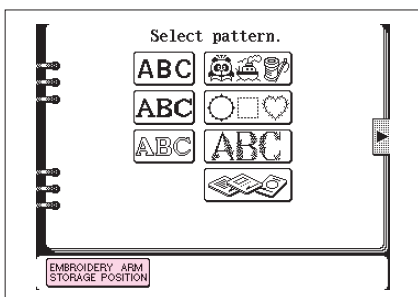 Select pattern.
ABC
ABC
ABC ABC
EMBROIDERY ARM
STORAGE POSITION